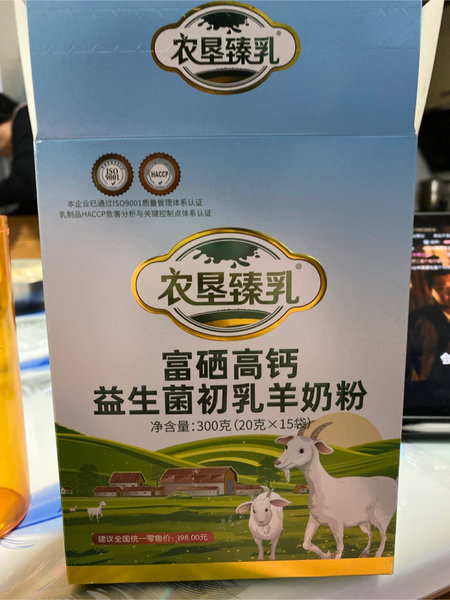 农垦臻乳®
ISO 9001 HACCP
本企业已通过ISO9001质量管理体系认证
乳制品HACCP危害分析与关键控制点体系认证
农垦臻乳®
富硒高钙
益生菌初乳羊奶粉
净含量:300克(20克×15袋)
建议全国统一零售价: 198.00元